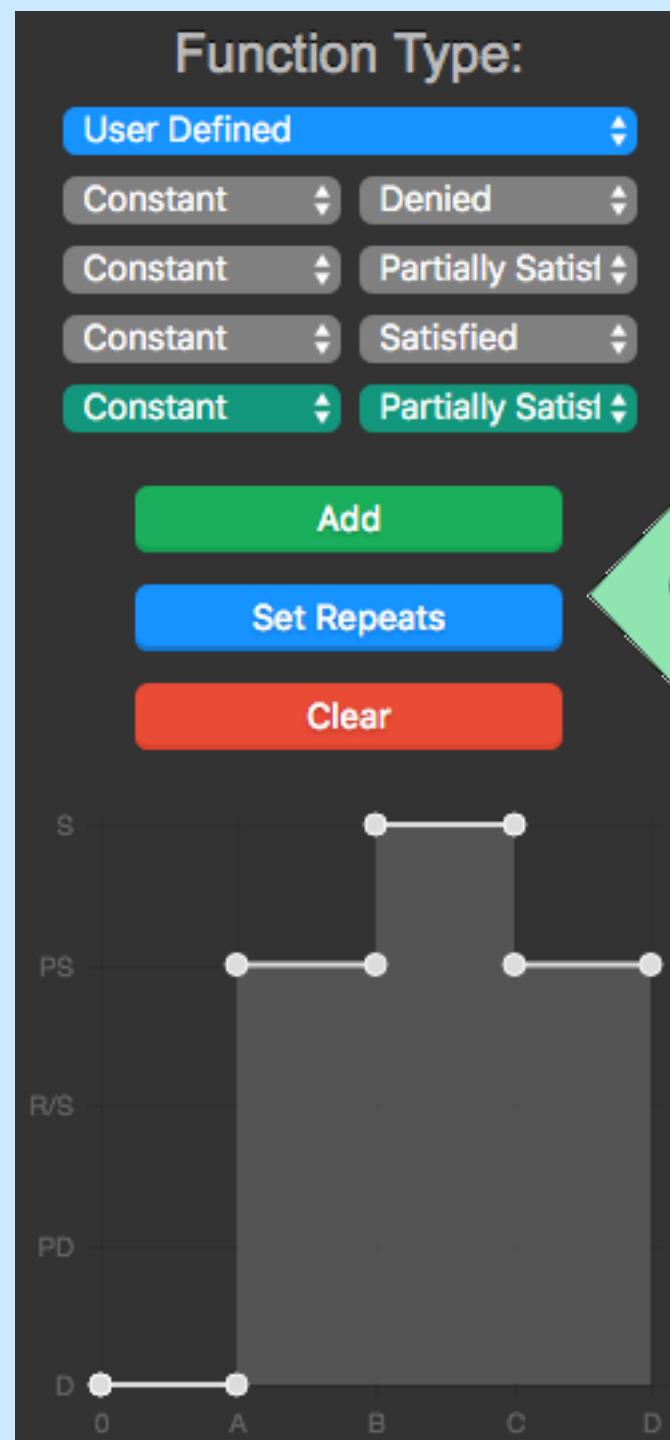 Function Type:
User Defined
Constant Denied
Constant Partially Satisf
Constant Satisfied
Constant Partially Satisf
Add
Set Repeats
Clear
S
PS
R/S
PD
D
0 A B C D